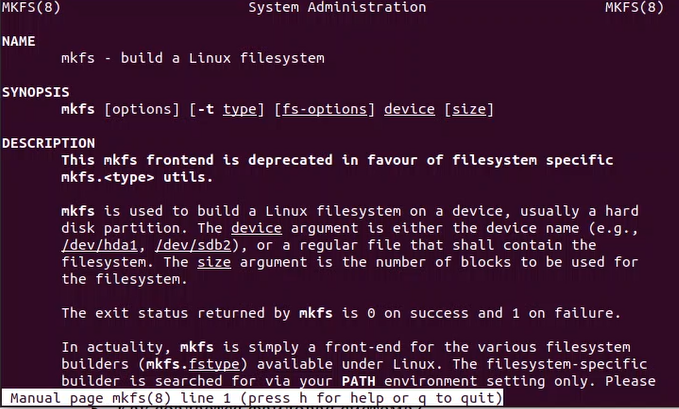 MKFS(8) System Administration MKFS(8)
NAME
mkfs - build a Linux filesystem
SYNOPSIS
mkfs [options] [-t type] [fs-options] device [size]
DESCRIPTION
This mkfs frontend is deprecated in favour of filesystem specific
mkfs.<type> utils.
mkfs is used to build a Linux filesystem on a device, usually a hard
disk partition. The device argument is either the device name (e.g.,
/dev/hda1, /dev/sdb2), or a regular file that shall contain the
filesystem. The size argument is the number of blocks to be used for
the filesystem.
The exit status returned by mkfs is 0 on success and 1 on failure.
In actuality, mkfs is simply a front-end for the various filesystem
builders (mkfs.fstype) available under Linux. The filesystem-specific
builder is searched for via your PATH environment setting only. Please
Manual page mkfs(8) line 1 (press h for help or q to quit)